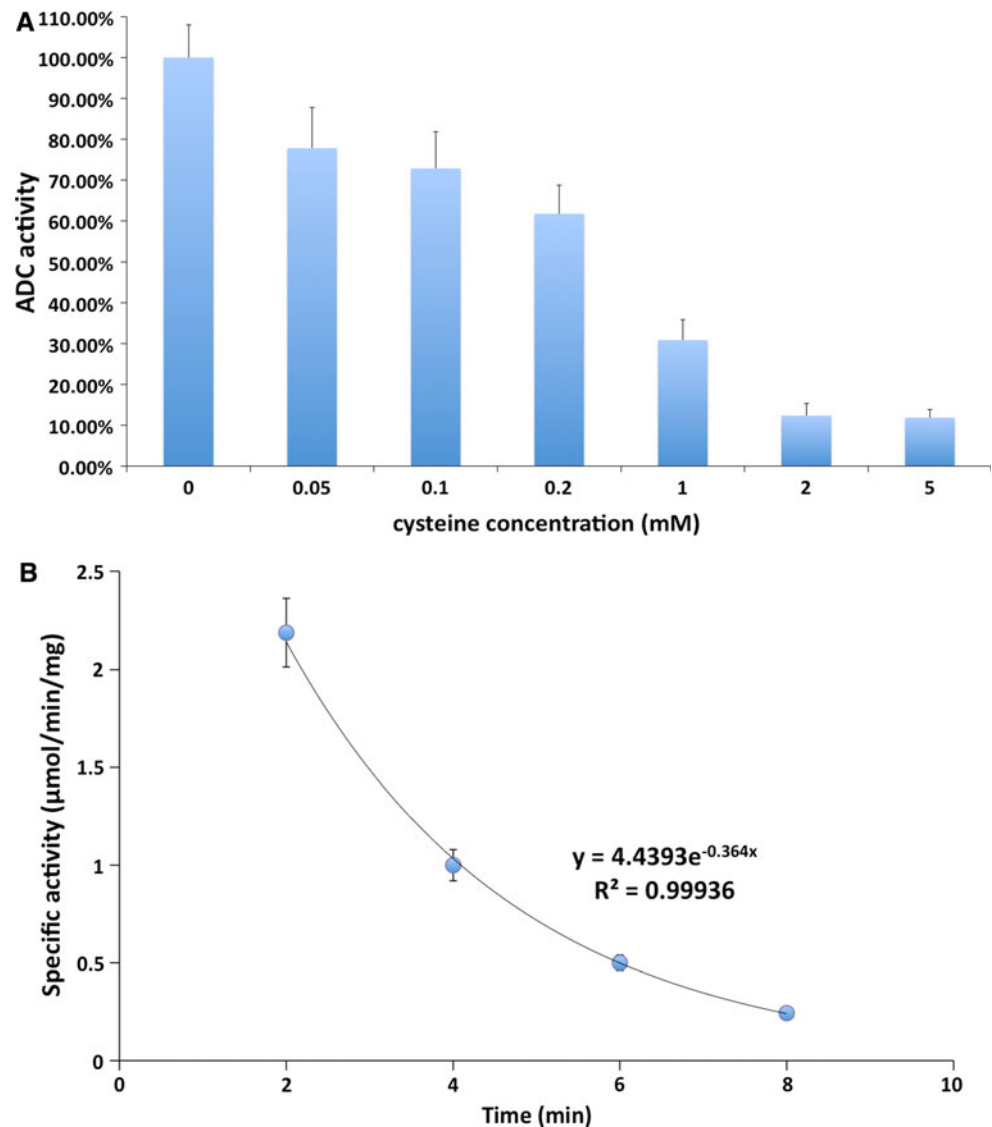 A
110.00%
100.00%
90.00%
80.00%
70.00%
60.00%
50.00%
40.00%
30.00%
20.00%
10.00%
0.00%
ADC activity
0 0.05 0.1 0.2 1 2 5
cysteine concentration (mM)
B
2.5
2
1.5
1
0.5
0
Specific activity (µmol/min/mg)
y = 4.4393e^-0.364x
R² = 0.99936
0 2 4 6 8 10
Time (min)